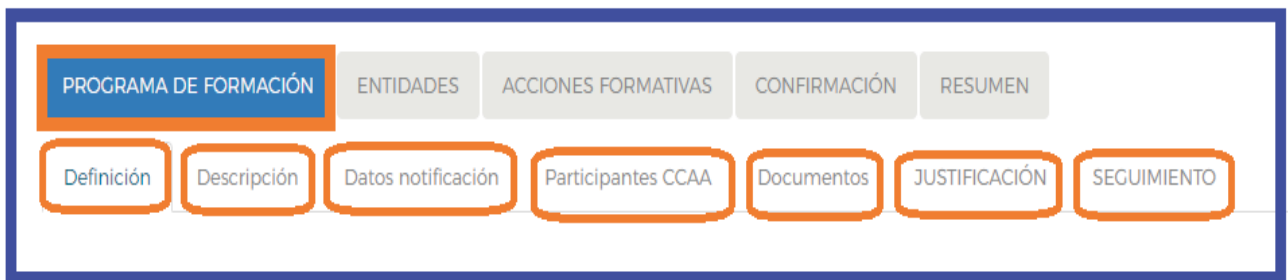 PROGRAMA DE FORMACIÓN ENTIDADES ACCIONES FORMATIVAS CONFIRMACIÓN RESUMEN
Definición Descripción Datos notificación Participantes CCAA Documentos JUSTIFICACIÓN SEGUIMIENTO